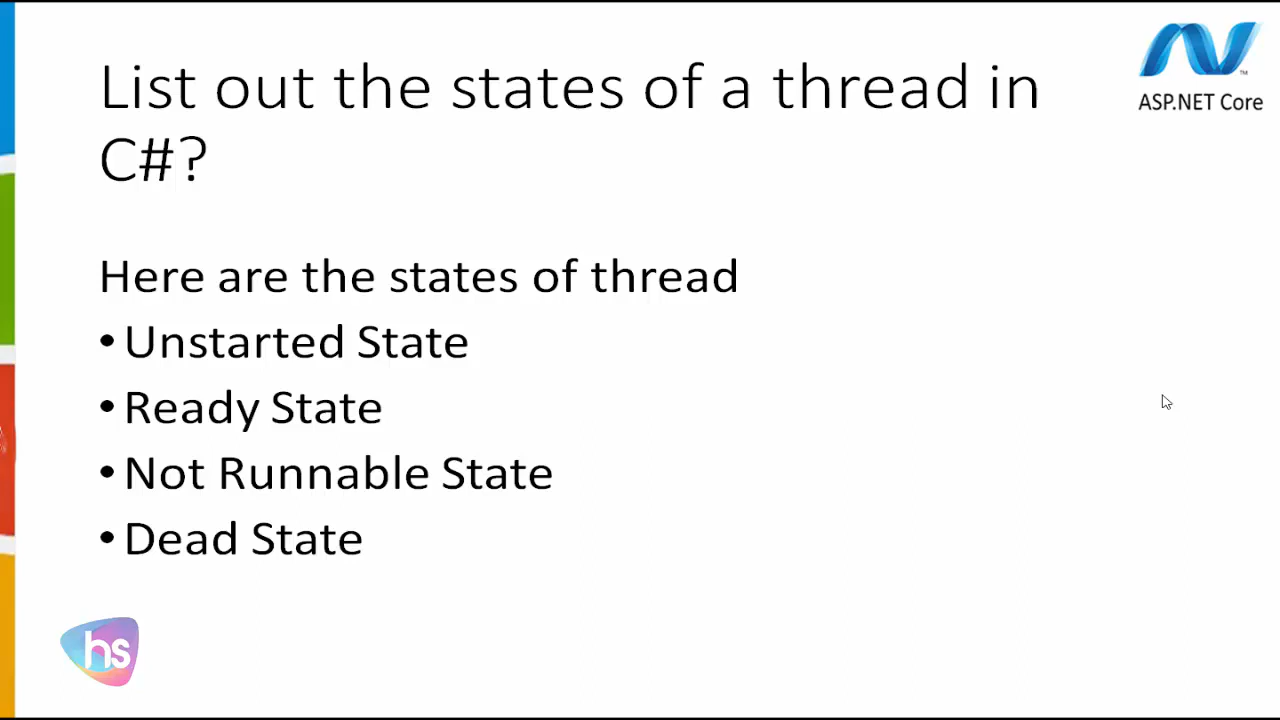 List out the states of a thread in
C#?
ASP.NET Core
Here are the states of thread
• Unstarted State
• Ready State
• Not Runnable State
• Dead State
hs